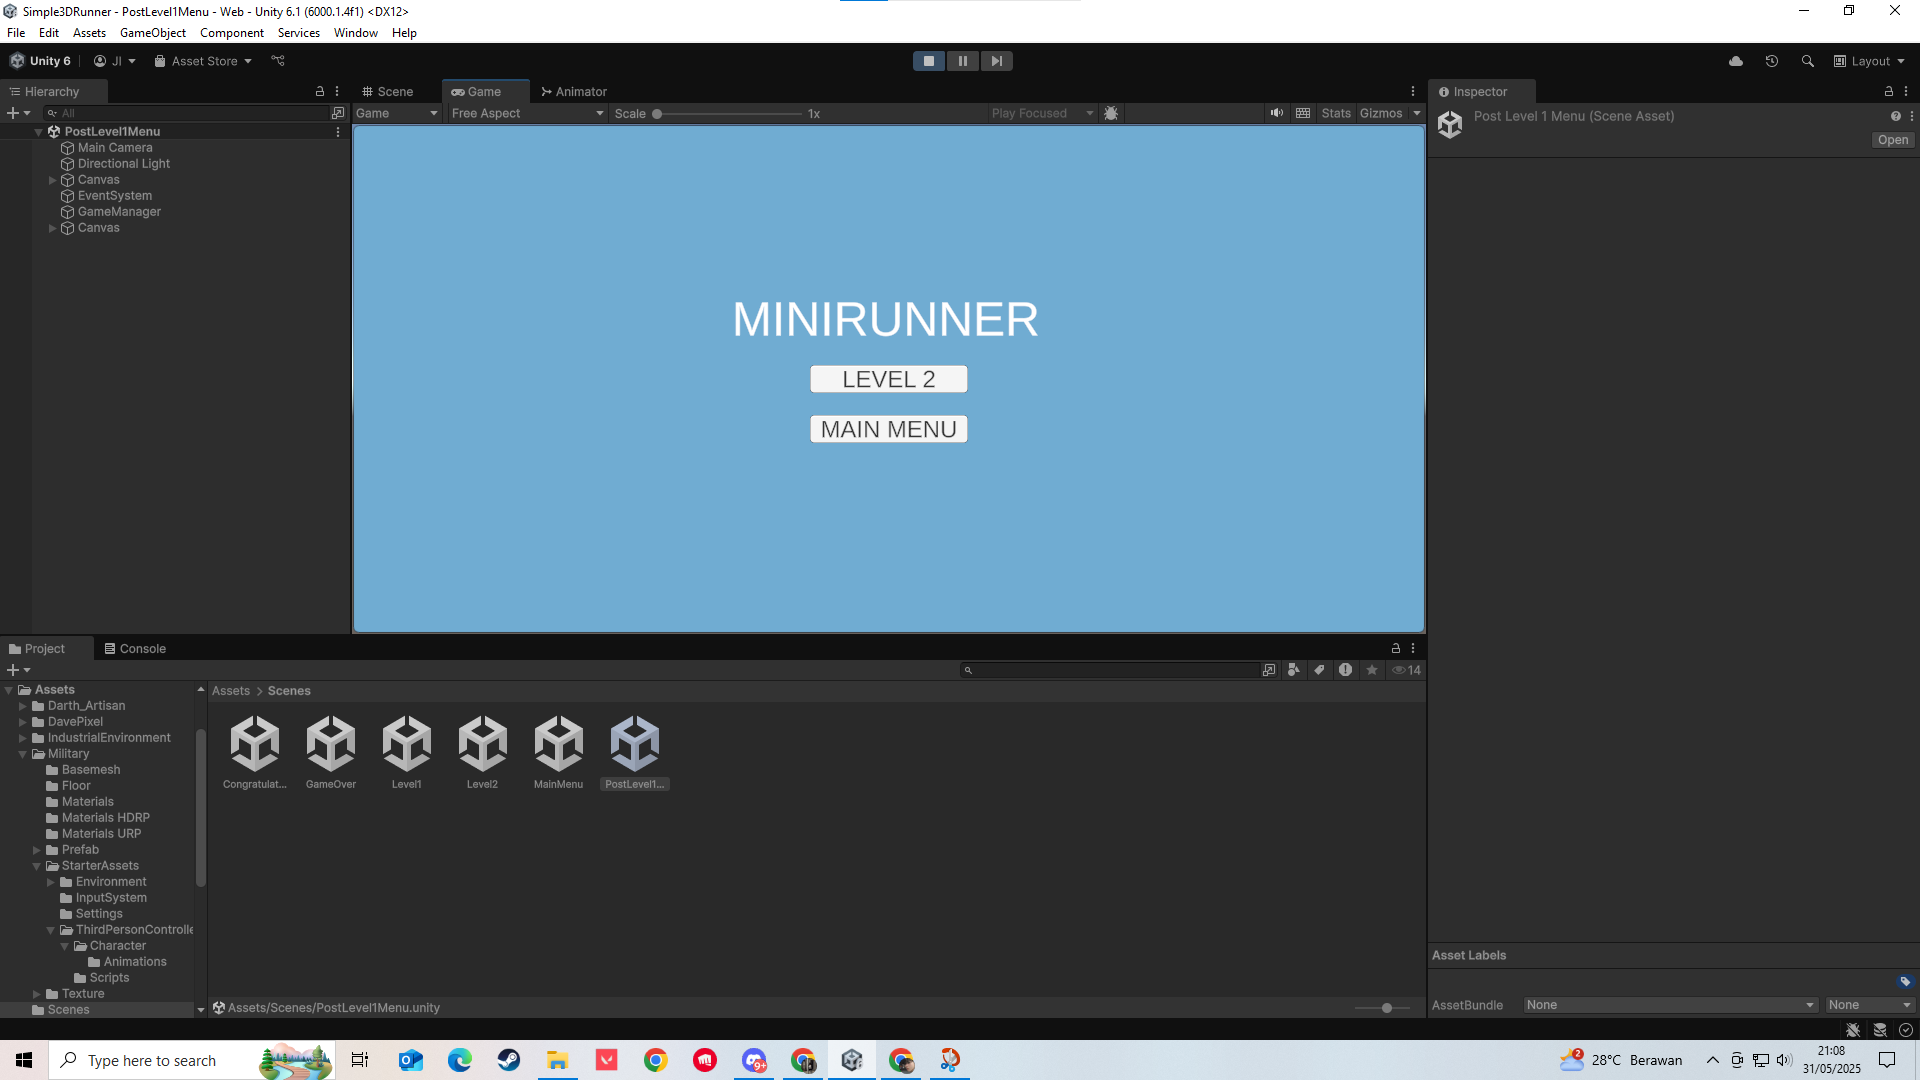 Simple3DRunner - PostLevel1Menu - Web - Unity 6.1 (6000.1.4f1) <DX12>
File Edit Assets GameObject Component Services Window Help
Unity 6 JI Asset Store Layout
Hierarchy Scene Game Animator Inspector
All Game Free Aspect Scale 1x Play Focused Stats Gizmos
Post Level 1 Menu (Scene Asset)
Open
PostLevel1Menu
Main Camera
Directional Light
Canvas
EventSystem
GameManager
Canvas
MINIRUNNER
LEVEL 2
MAIN MENU
Project Console
14
Assets
Darth_Artisan
DavePixel
IndustrialEnvironment
Military
Basemesh
Floor
Materials
Materials HDRP
Materials URP
Prefab
StarterAssets
Environment
InputSystem
Settings
ThirdPersonControlle
Character
Animations
Scripts
Texture
Scenes
Assets > Scenes
Congratulat... GameOver Level1 Level2 MainMenu PostLevel1...
Assets/Scenes/PostLevel1Menu.unity
Asset Labels
AssetBundle None None
Type here to search
9+
2
28°C Berawan
21:08
31/05/2025